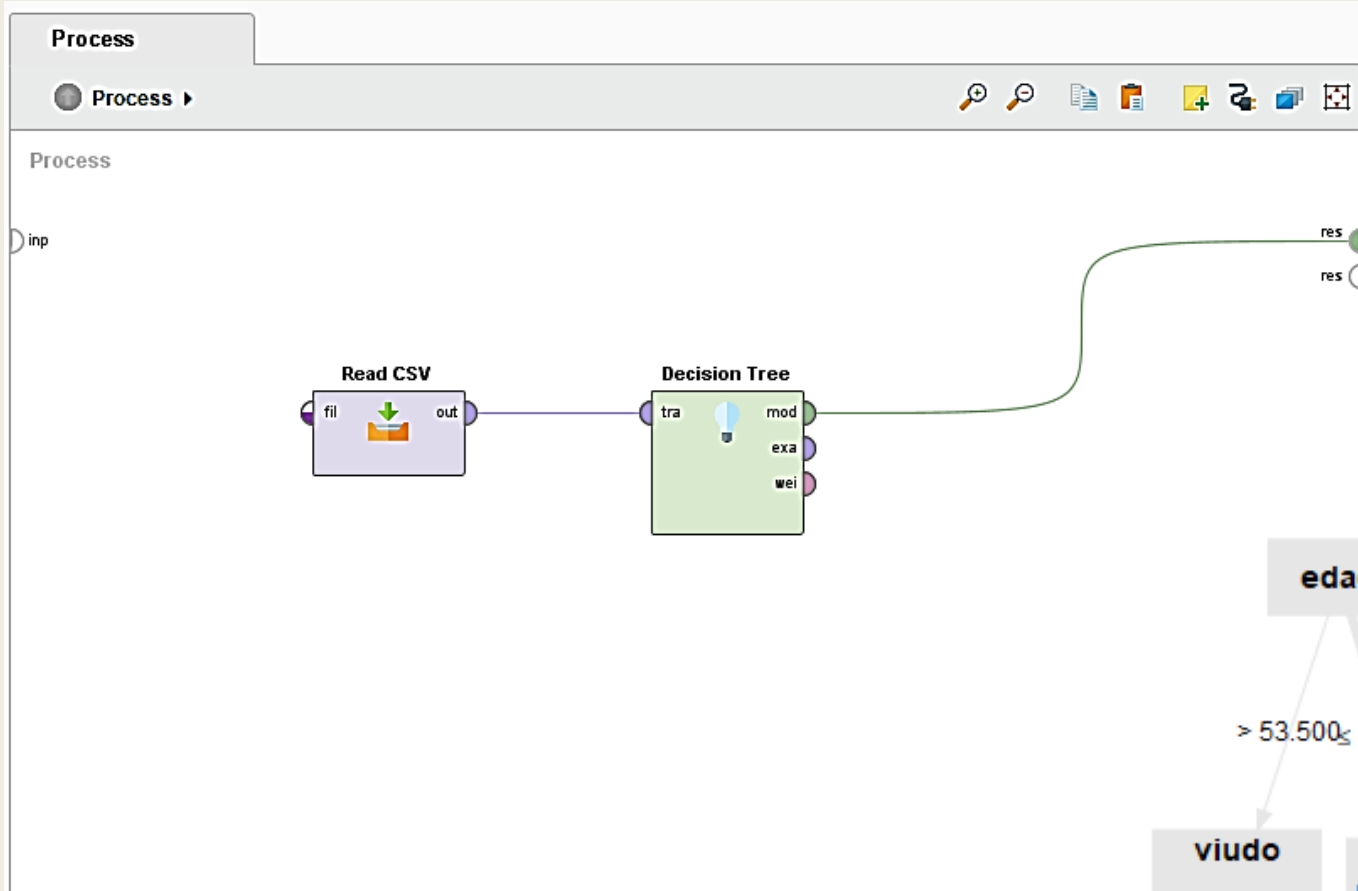 Process
Process
Process
inp
res
res
Read CSV
fil
out
Decision Tree
tra
mod
exa
wei
eda
> 53.500
≤
viudo